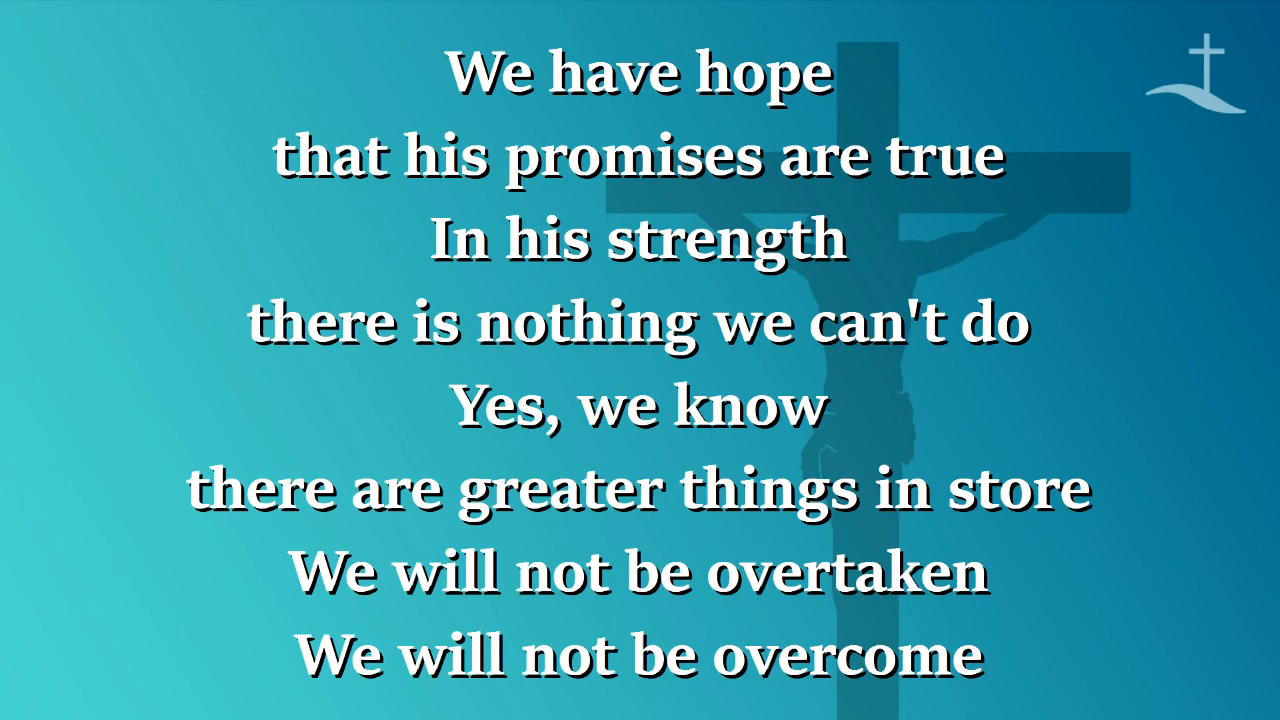 We have hope
that his promises are true
In his strength
there is nothing we can't do
Yes, we know
there are greater things in store
We will not be overtaken
We will not be overcome